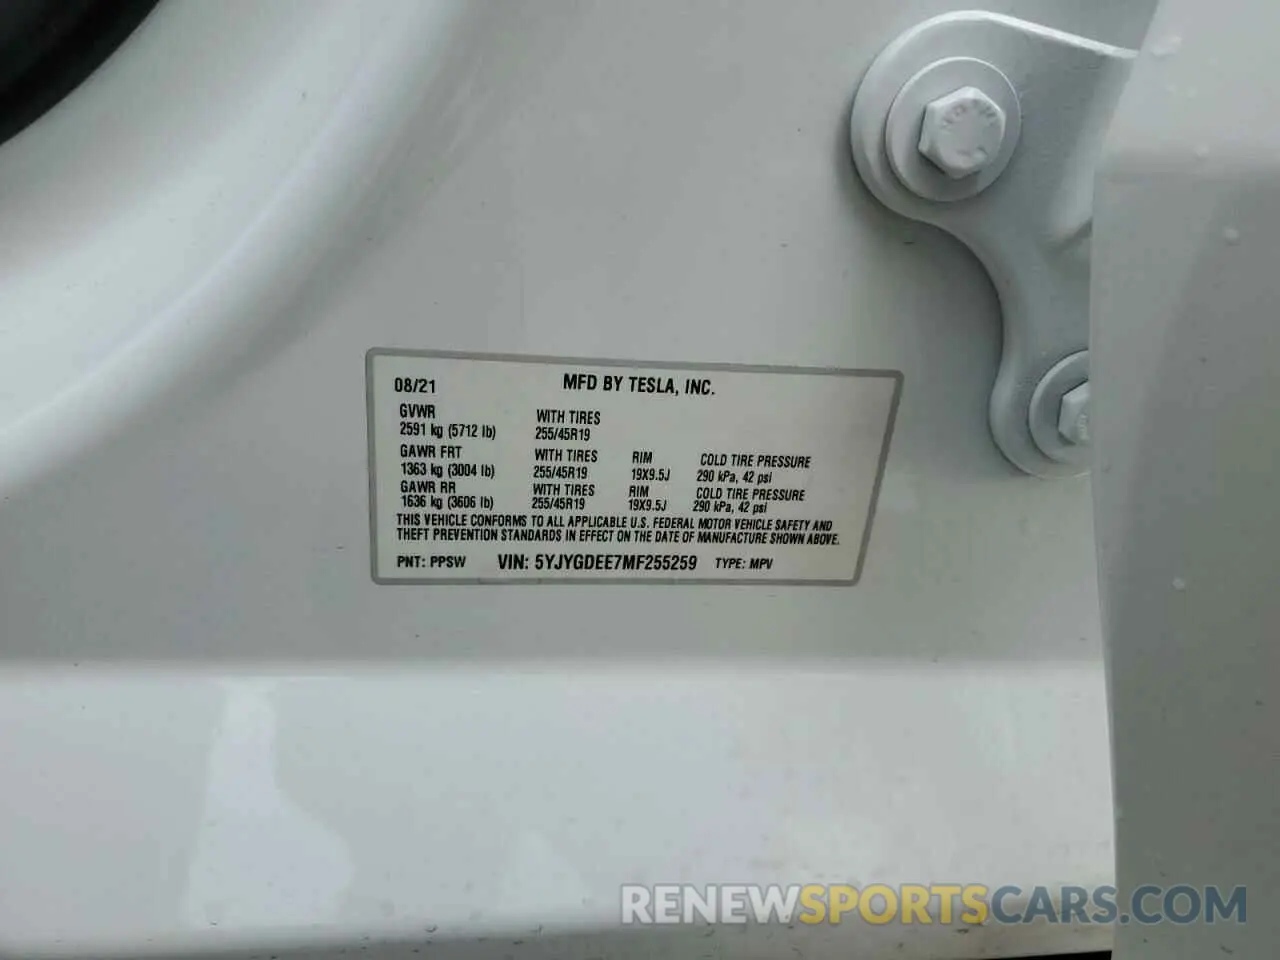 08/21 MFD BY TESLA, INC.
GVWR WITH TIRES
2591 kg (5712 lb) 255/45R19
GAWR FRT WITH TIRES RIM COLD TIRE PRESSURE
1363 kg (3004 lb) 255/45R19 19X9.5J 290 kPa, 42 psi
GAWR RR WITH TIRES RIM COLD TIRE PRESSURE
1636 kg (3606 lb) 255/45R19 19X9.5J 290 kPa, 42 psi
THIS VEHICLE CONFORMS TO ALL APPLICABLE U.S. FEDERAL MOTOR VEHICLE SAFETY AND
THEFT PREVENTION STANDARDS IN EFFECT ON THE DATE OF MANUFACTURE SHOWN ABOVE.
PNT: PPSW VIN: 5YJYGDEE7MF255259 TYPE: MPV
RENEWSPORTSCARS.COM